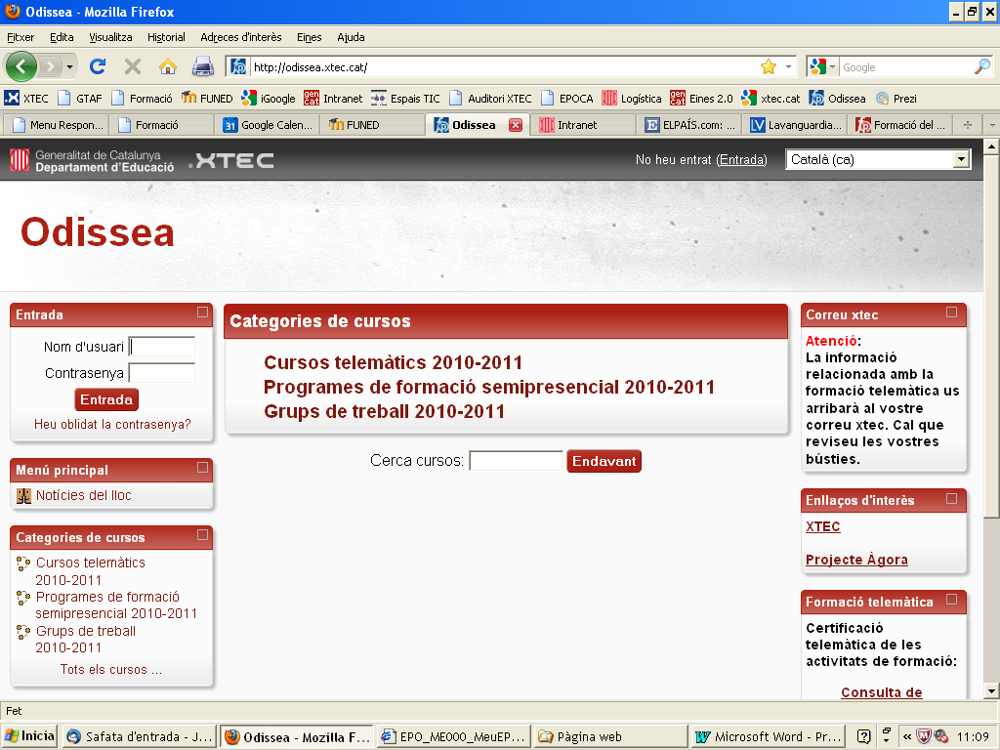 Odissea - Mozilla Firefox
Fitxer Edita Visualitza Historial Adreces d'interès Eines Ajuda
http://odissea.xtec.cat/
Google
XTEC GTAF Formació FUNED iGoogle Intranet Espais TIC Auditori XTEC EPOCA Logística Eines 2.0 xtec.cat Odissea Prezi
Menu Respon... Formació Google Calen... FUNED Odissea Intranet ELPAÍS.com: ... Lavanguardia... Formació del ...
Generalitat de Catalunya
Departament d'Educació
.XTEC
No heu entrat (Entrada)
Català (ca)
Odissea
Entrada
Nom d'usuari
Contrasenya
Entrada
Heu oblidat la contrasenya?
Menú principal
Notícies del lloc
Categories de cursos
Cursos telemàtics
2010-2011
Programes de formació
semipresencial 2010-2011
Grups de treball
2010-2011
Tots els cursos ...
Categories de cursos
Cursos telemàtics 2010-2011
Programes de formació semipresencial 2010-2011
Grups de treball 2010-2011
Cerca cursos:
Endavant
Correu xtec
Atenció:
La informació
relacionada amb la
formació telemàtica us
arribarà al vostre
correu xtec. Cal que
reviseu les vostres
bústies.
Enllaços d'interès
XTEC
Projecte Àgora
Formació telemàtica
Certificació
telemàtica de les
activitats de formació:
Consulta de
Fet
Inicia Safata d'entrada - J... Odissea - Mozilla F... EPO_ME000_MeuEP... Pàgina web Microsoft Word - Pr... 11:09